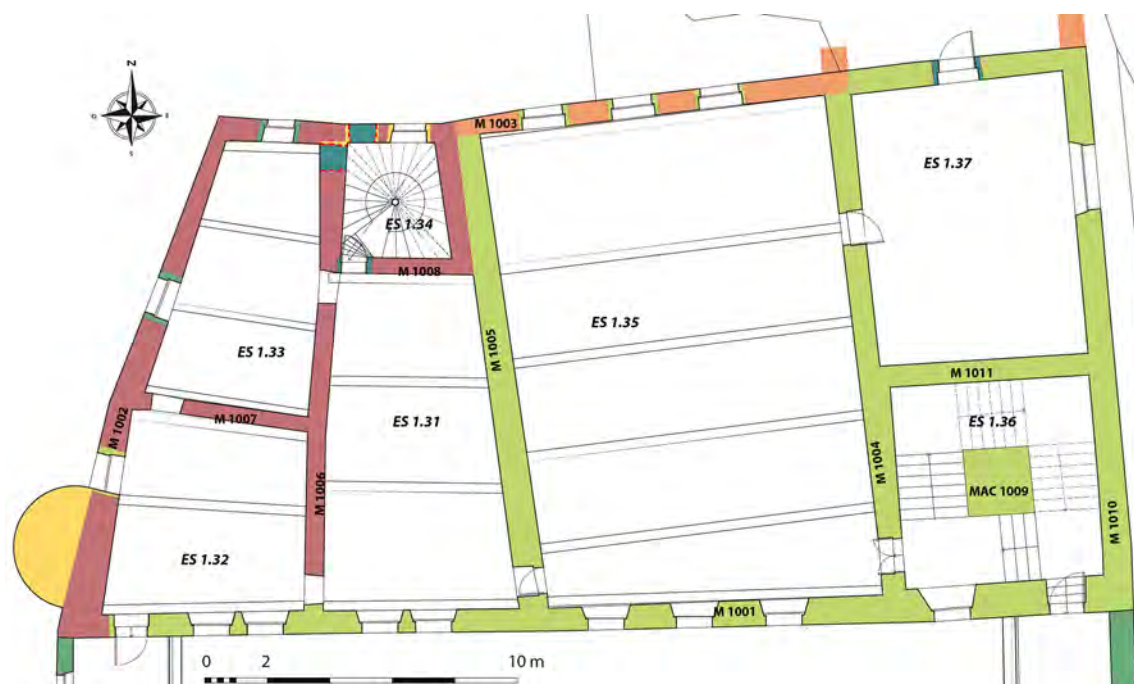 N
O
E
M 1003
ES 1.37
ES 1.34
M 1008
ES 1.35
ES 1.33
M 1005
M 1011
M 1002
M 1007
ES 1.31
ES 1.36
M 1004
M 1006
MAC 1009
M 1010
ES 1.32
M 1001
0 2 10 m